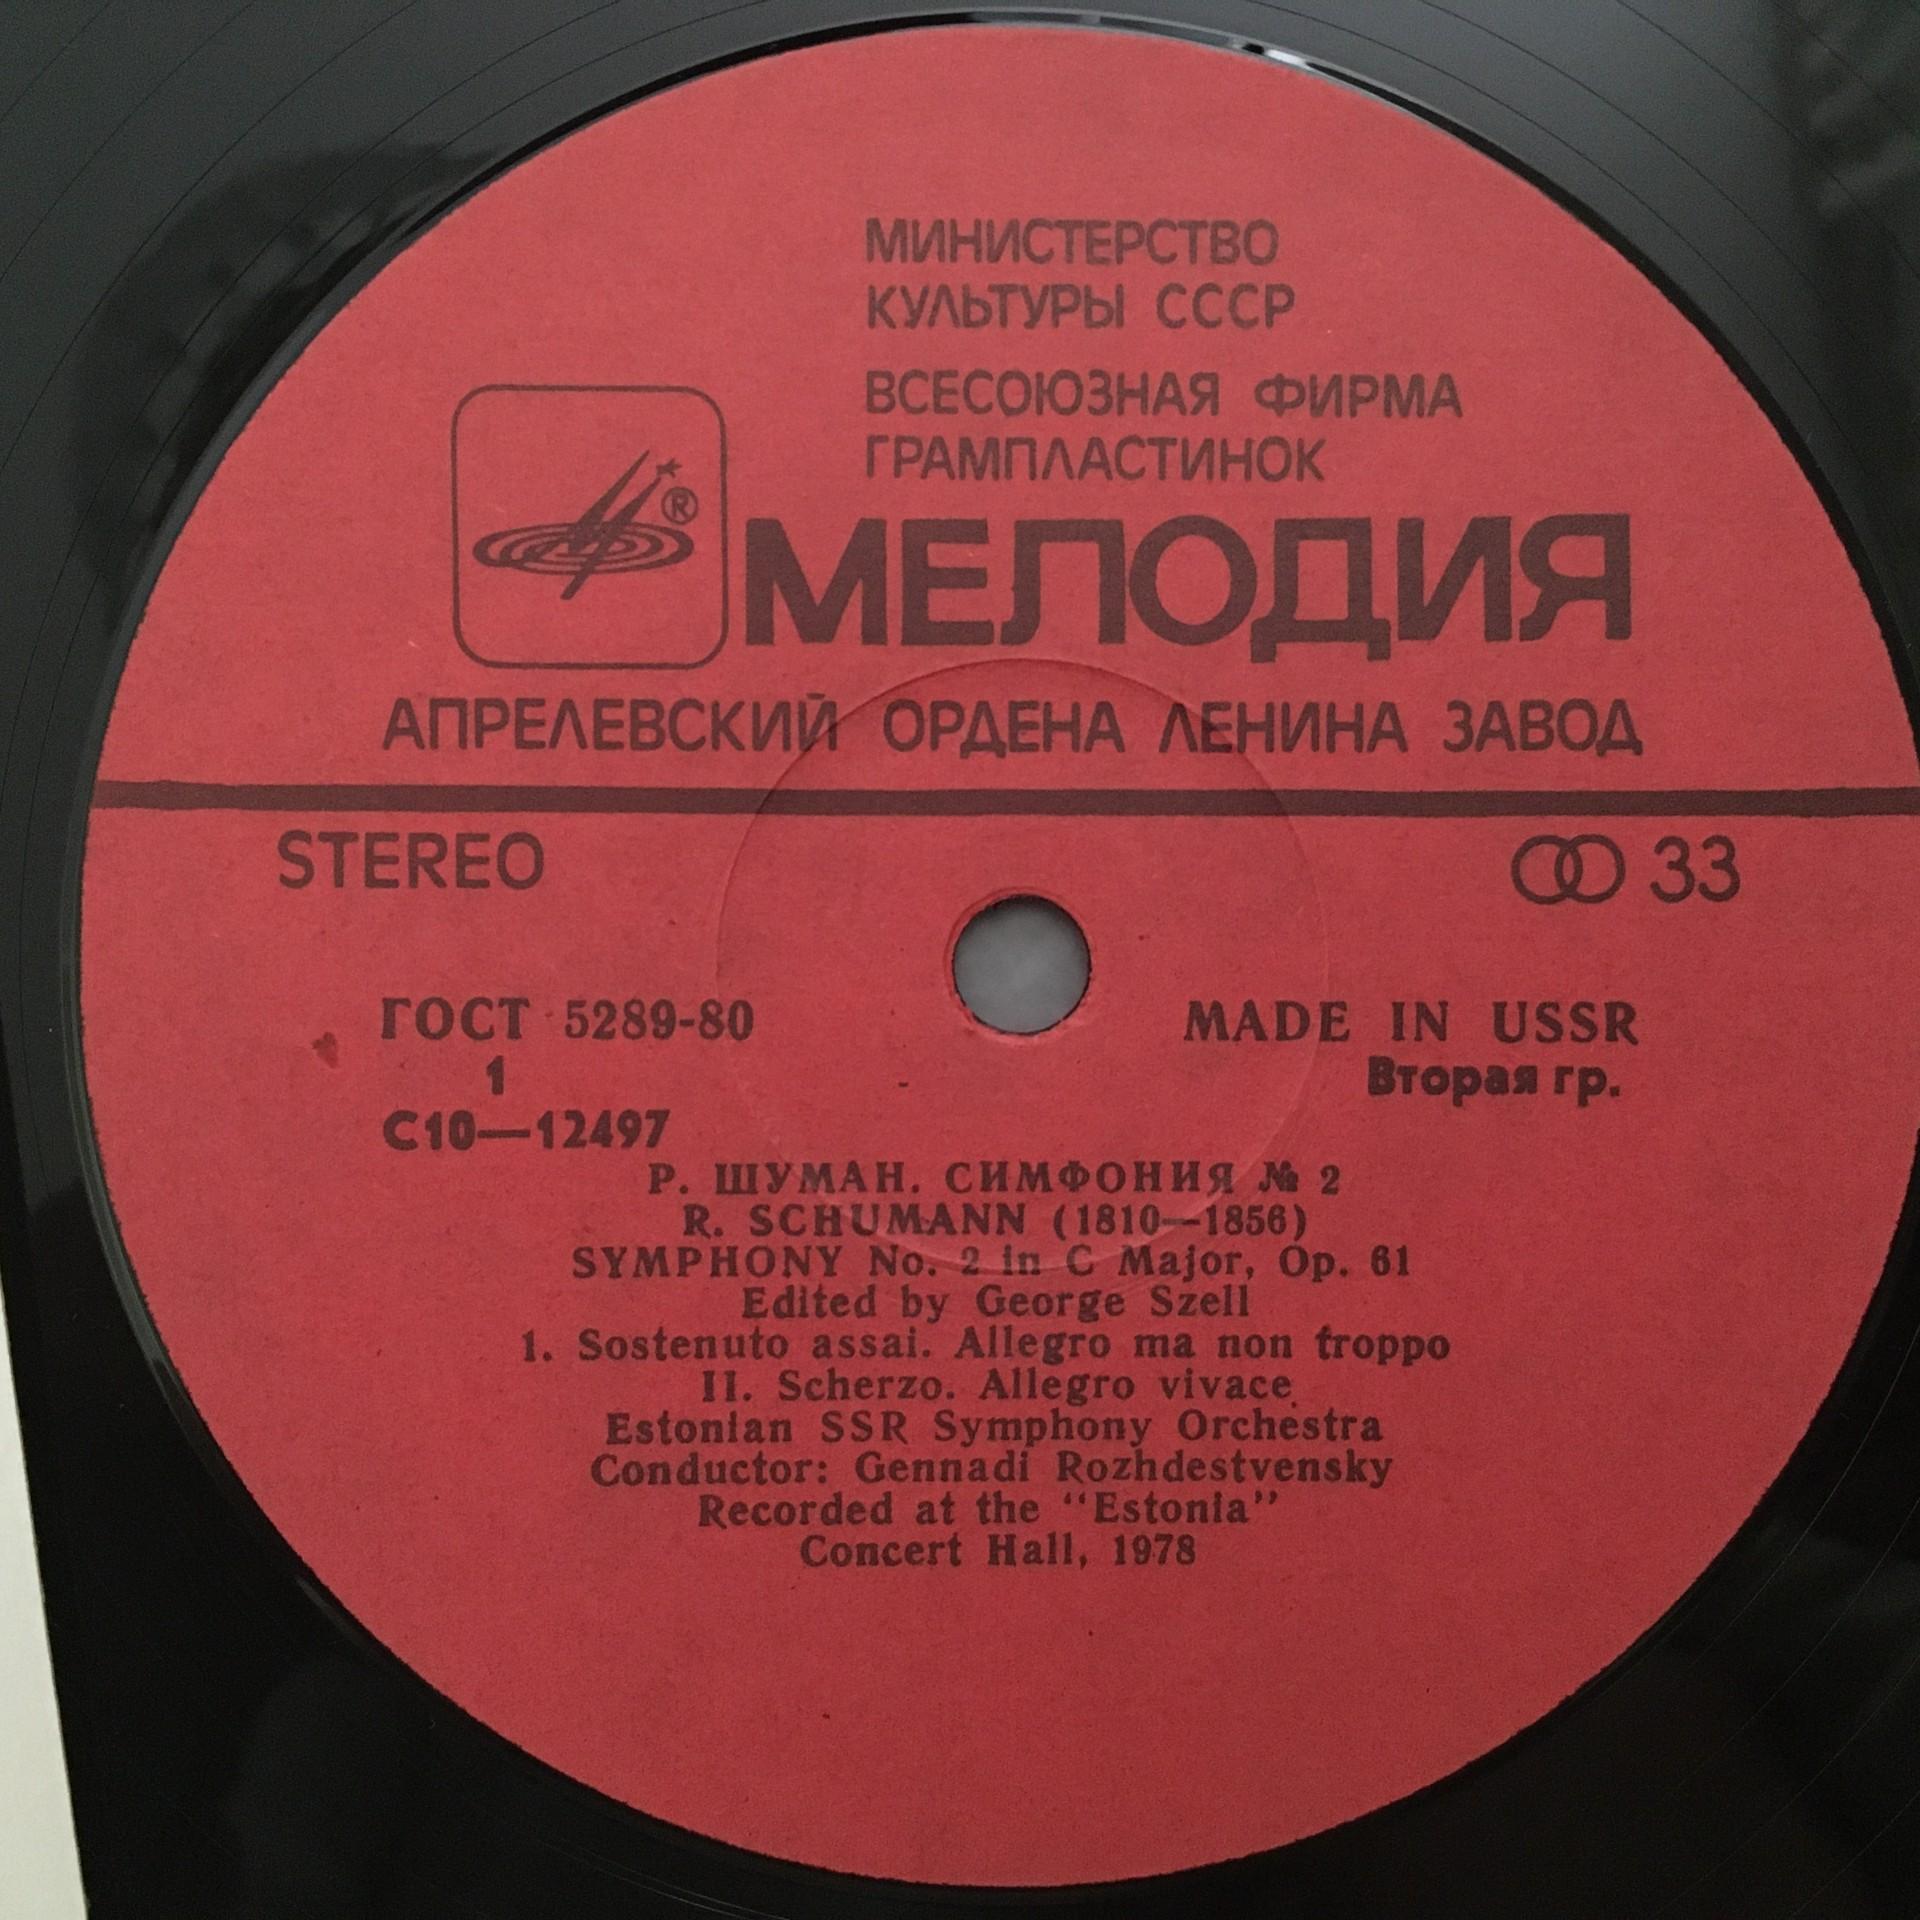 МИНИСТЕРСТВО
КУЛЬТУРЫ СССР
ВСЕСОЮЗНАЯ ФИРМА
ГРАМПЛАСТИНОК
®
МЕЛОДИЯ
АПРЕЛЕВСКИЙ ОРДЕНА ЛЕНИНА ЗАВОД
STEREO
33
ГОСТ 5289-80
MADE IN USSR
1
Вторая гр.
С10—12497
Р. ШУМАН. СИМФОНИЯ № 2
R. SCHUMANN (1810—1856)
SYMPHONY No. 2 in C Major, Op. 61
Edited by George Szell
1. Sostenuto assai. Allegro ma non troppo
II. Scherzo. Allegro vivace
Estonian SSR Symphony Orchestra
Conductor: Gennadi Rozhdestvensky
Recorded at the “Estonia”
Concert Hall, 1978